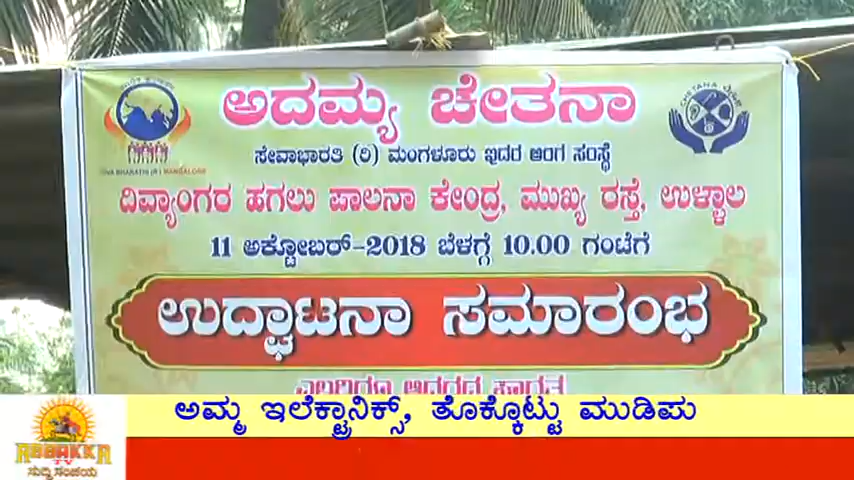 ಅದಮ್ಯ ಚೇತನಾ
ಸೇವಾಭಾರತಿ (ರಿ) ಮಂಗಳೂರು ಇದರ ಅಂಗ ಸಂಸ್ಥೆ
ದಿವ್ಯಾಂಗರ ಹಗಲು ಪಾಲನಾ ಕೇಂದ್ರ, ಮುಖ್ಯ ರಸ್ತೆ, ಉಳ್ಳಾಲ
11 ಅಕ್ಟೋಬರ್-2018 ಬೆಳಗ್ಗೆ 10.00 ಗಂಟೆಗೆ
ಉದ್ಘಾಟನಾ ಸಮಾರಂಭ
ಅಮ್ಮ ಇಲೆಕ್ಟ್ರಾನಿಕ್ಸ್, ತೊಕ್ಕೊಟ್ಟು ಮುಡಿಪು
ABBAKKA
ಸುದ್ದಿ ಸಂಚಯ